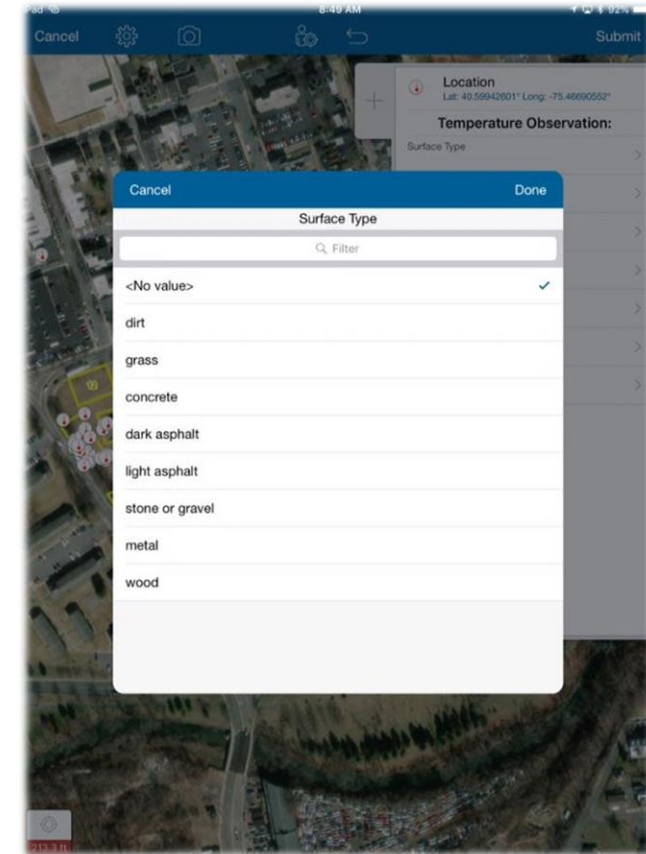 iPad
8:49 AM
92%
Cancel
Submit
Location
Lat: 40.59942601° Long: -75.46690552°
Temperature Observation:
Surface Type
Cancel
Done
Surface Type
Filter
<No value>
dirt
grass
concrete
dark asphalt
light asphalt
stone or gravel
metal
wood
213.3 ft